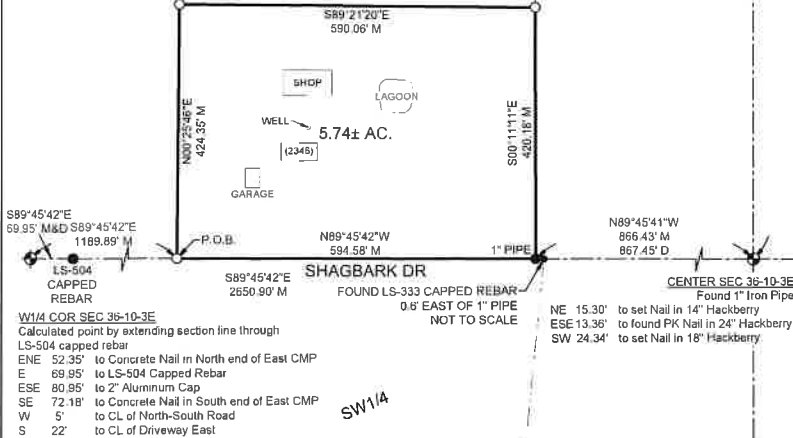 S89°21'20"E
590.06' M
SHOP
LAGOON
WELL
5.74± AC.
(2346)
GARAGE
N00°25'46"E
424.35' M
S00°11'11"E
420.18' M
S89°45'42"E
69.95' M&D
S89°45'42"E
1189.89' M
P.O.B.
N89°45'42"W
594.58' M
1" PIPE
N89°45'41"W
866.43' M
867.45' D
LS-504
CAPPED
REBAR
S89°45'42"E
2650.90' M
SHAGBARK DR
FOUND LS-333 CAPPED REBAR
0.6' EAST OF 1" PIPE
NOT TO SCALE
CENTER SEC 36-10-3E
Found 1" Iron Pipe
NE 15.30' to set Nail in 14" Hackberry
ESE 13.36' to found PK Nail in 24" Hackberry
SW 24.34' to set Nail in 18" Hackberry
W1/4 COR SEC 36-10-3E
Calculated point by extending section line through
LS-504 capped rebar
ENE 52.35' to Concrete Nail in North end of East CMP
E 69.95' to LS-504 Capped Rebar
ESE 80.95' to 2" Aluminum Cap
SE 72.18' to Concrete Nail in South end of East CMP
W 5' to CL of North-South Road
S 22' to CL of Driveway East
SW1/4